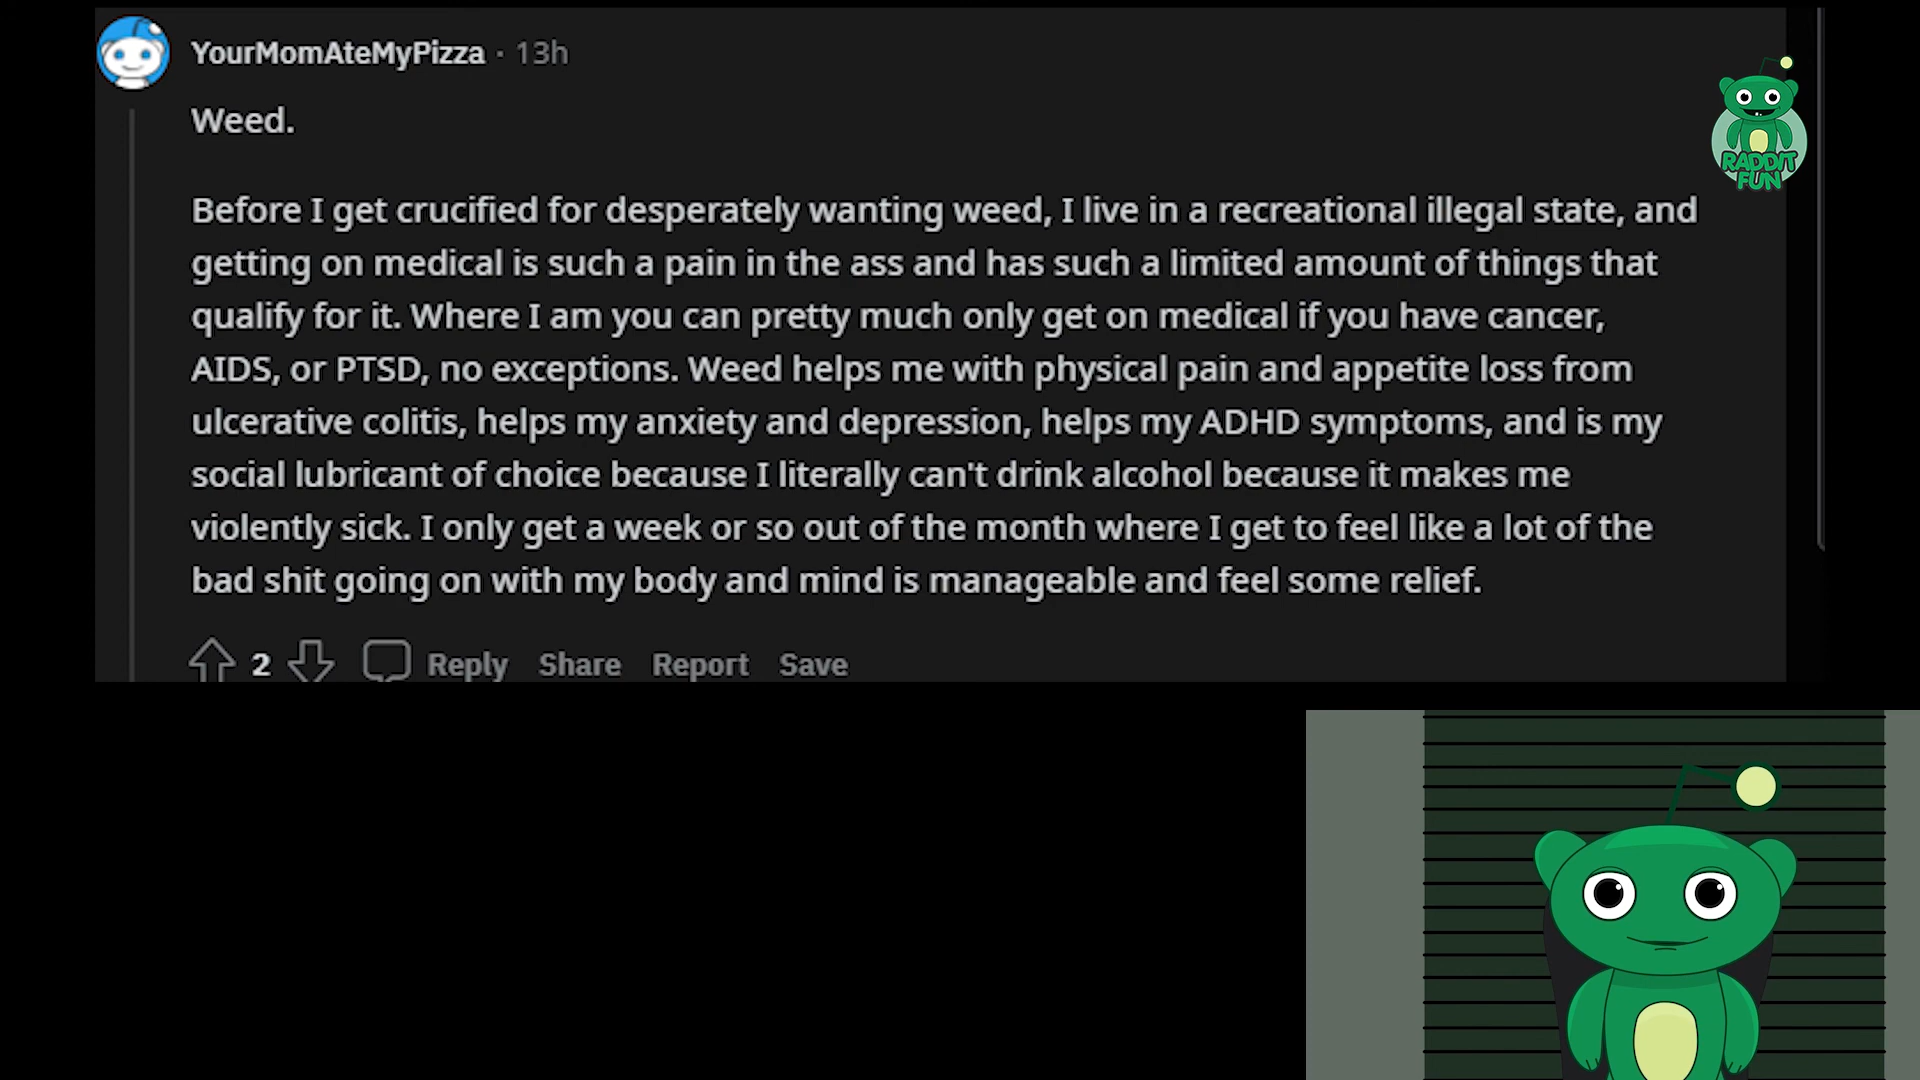 YourMomAteMyPizza · 13h
Weed.
RADDIT
FUN
Before I get crucified for desperately wanting weed, I live in a recreational illegal state, and
getting on medical is such a pain in the ass and has such a limited amount of things that
qualify for it. Where I am you can pretty much only get on medical if you have cancer,
AIDS, or PTSD, no exceptions. Weed helps me with physical pain and appetite loss from
ulcerative colitis, helps my anxiety and depression, helps my ADHD symptoms, and is my
social lubricant of choice because I literally can't drink alcohol because it makes me
violently sick. I only get a week or so out of the month where I get to feel like a lot of the
bad shit going on with my body and mind is manageable and feel some relief.
2 Reply Share Report Save